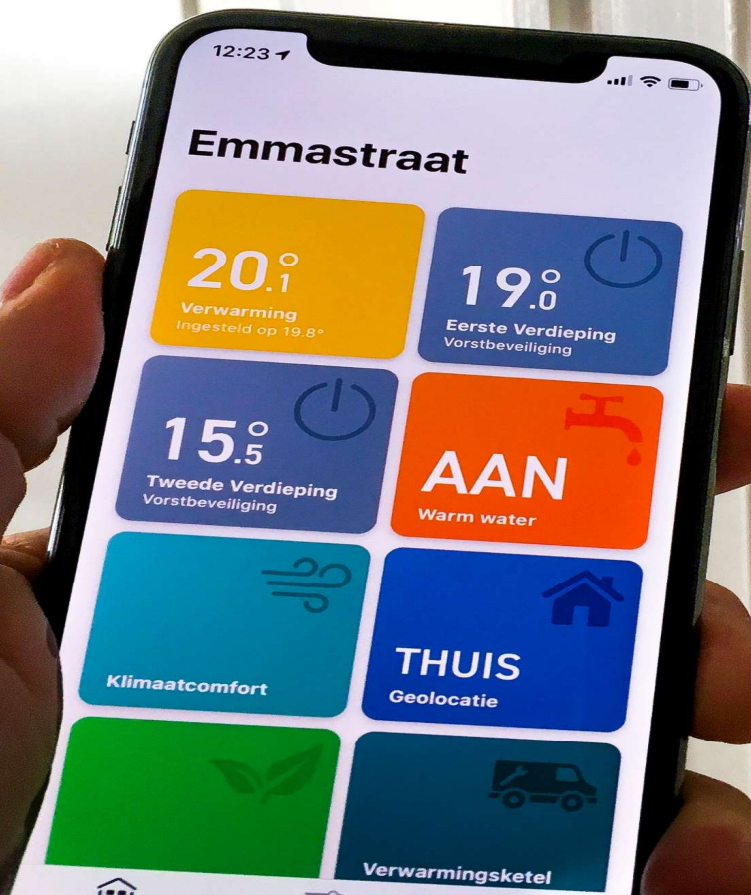 12:23
Emmastraat
20.1°
Verwarming
Ingesteld op 19.8°
19.0°
Eerste Verdieping
Vorstbeveiliging
15.5°
Tweede Verdieping
Vorstbeveiliging
AAN
Warm water
Klimaatcomfort
THUIS
Geolocatie
Verwarmingsketel